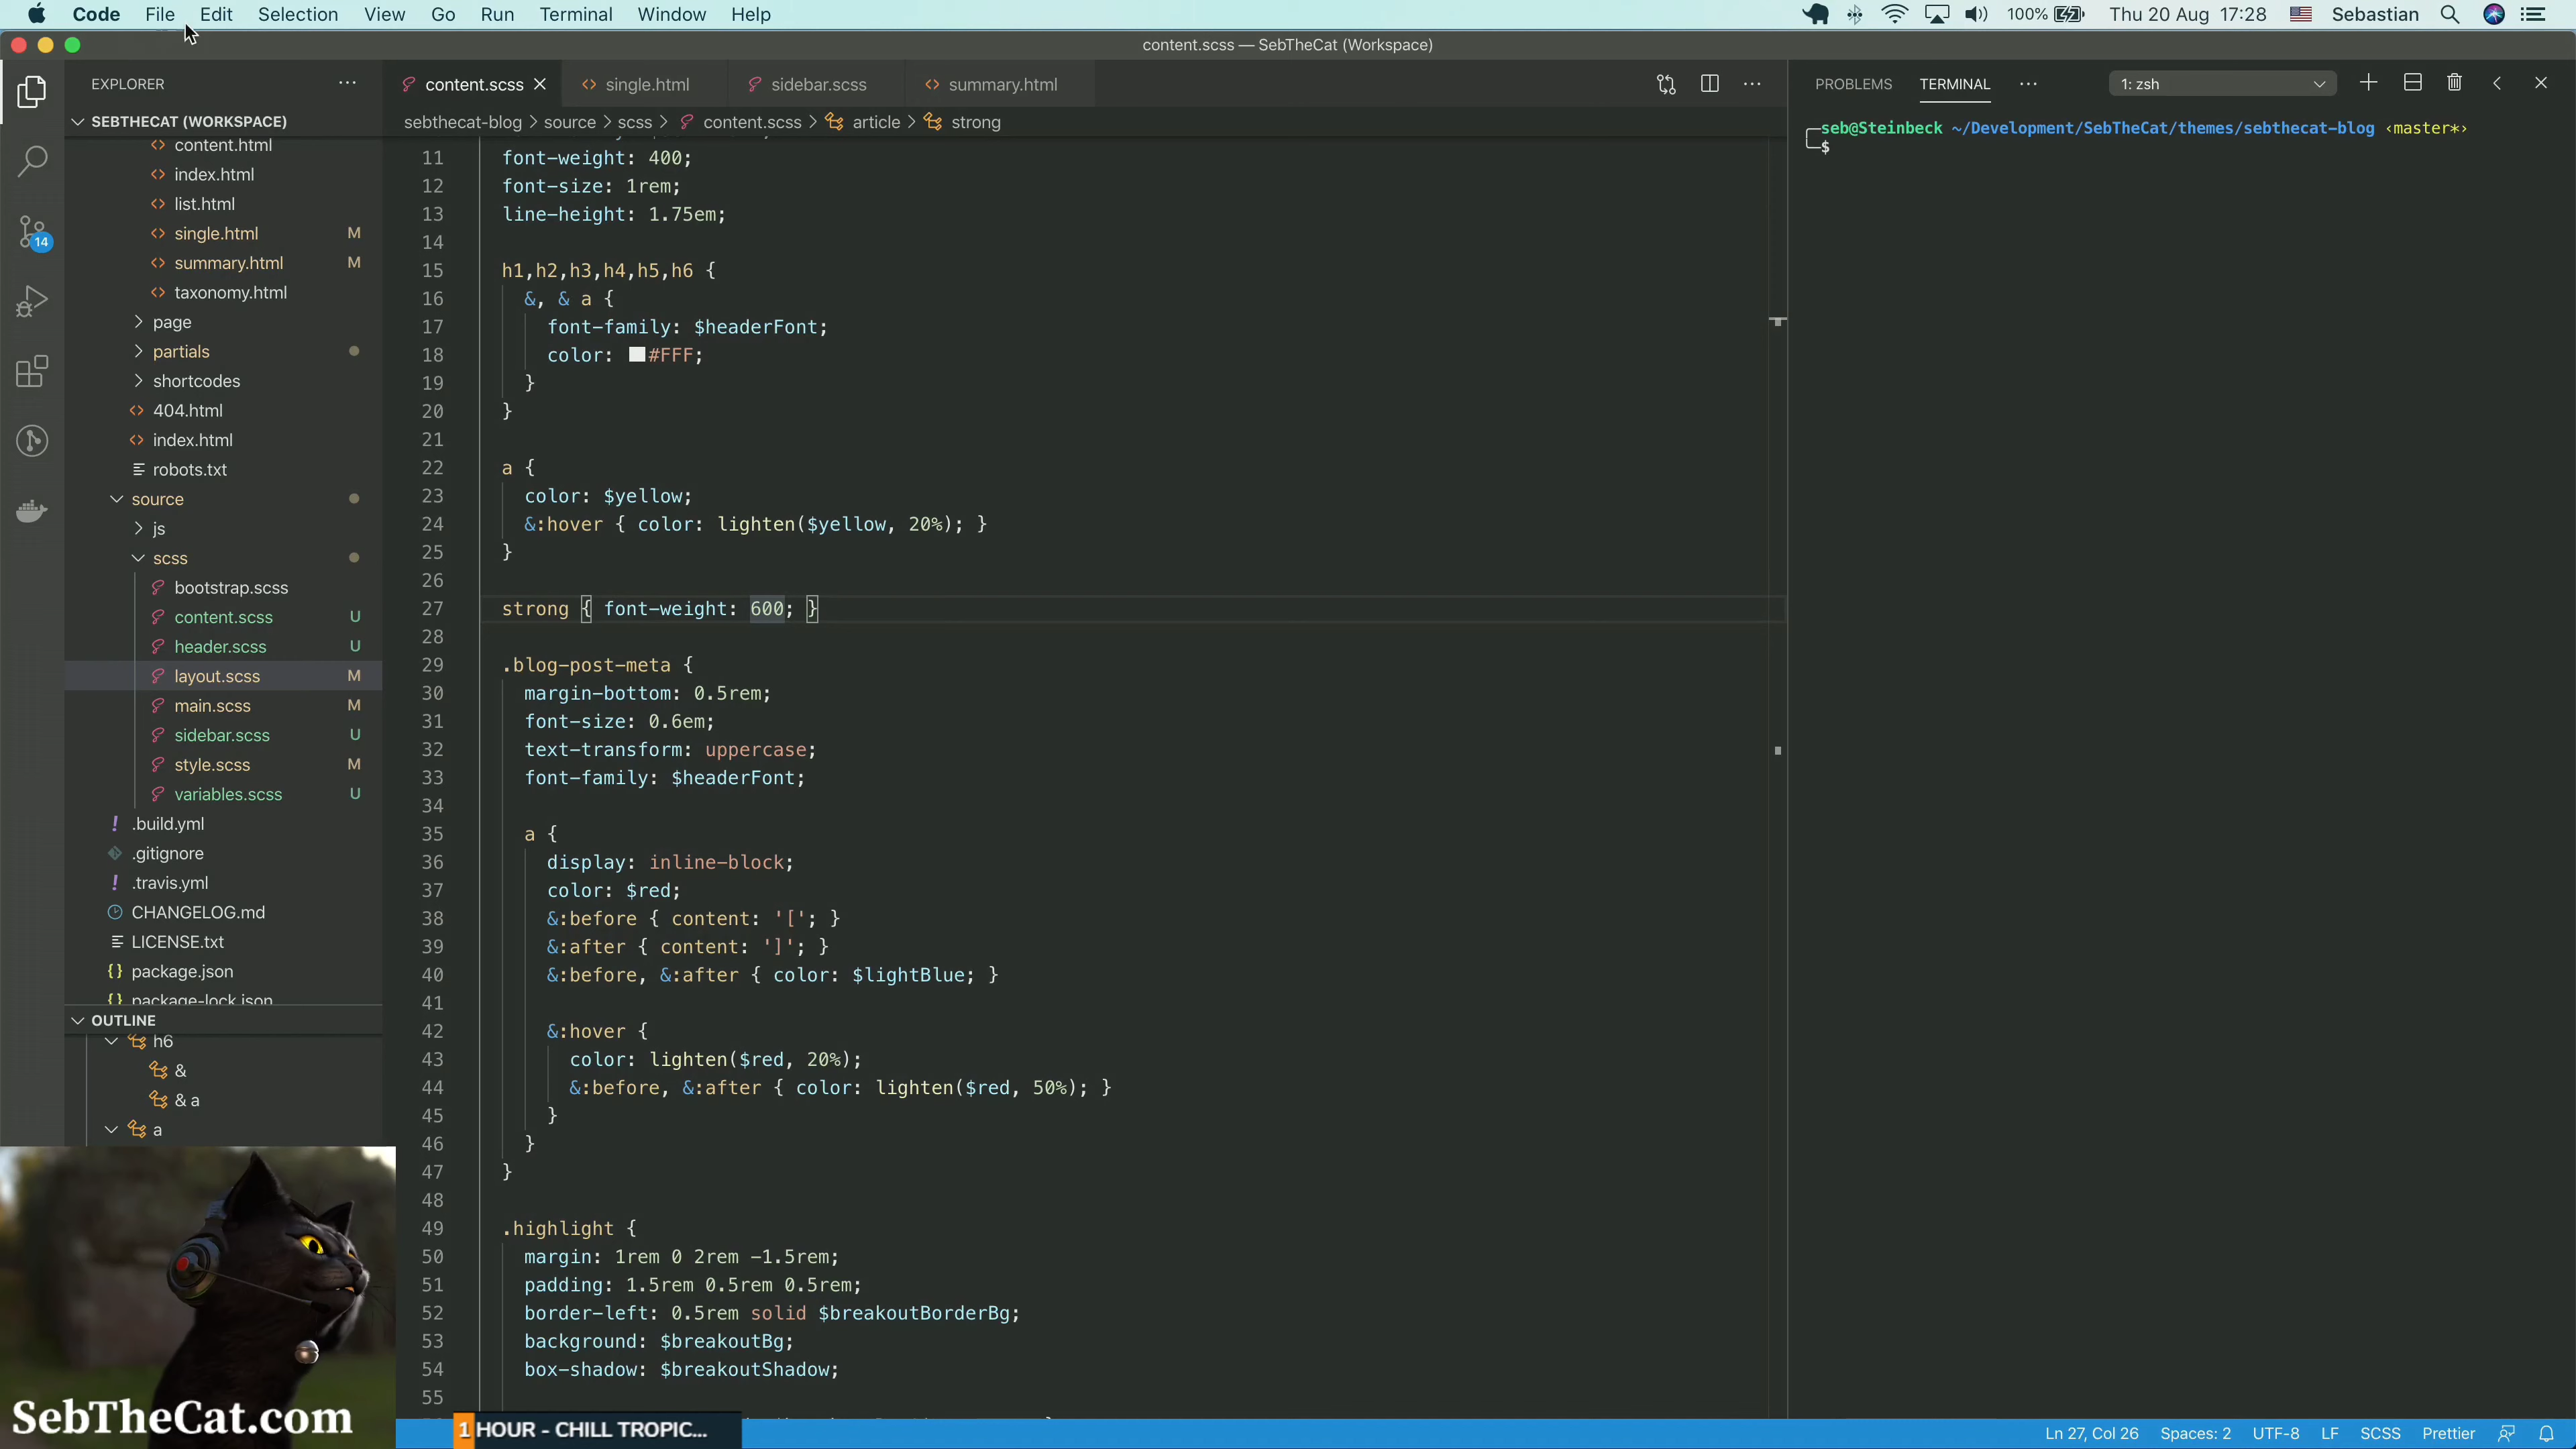 Code File Edit Selection View Go Run Terminal Window Help 100% Thu 20 Aug 17:28 Sebastian
content.scss — SebTheCat (Workspace)
EXPLORER
SEBTHECAT (WORKSPACE)
content.html
index.html
list.html
single.html M
summary.html M
taxonomy.html
page
partials
shortcodes
404.html
index.html
robots.txt
source
js
scss
bootstrap.scss
content.scss U
header.scss U
layout.scss M
main.scss M
sidebar.scss U
style.scss M
variables.scss U
.build.yml
.gitignore
.travis.yml
CHANGELOG.md
LICENSE.txt
package.json
package-lock.json
OUTLINE
h6
&
& a
a
14
content.scss single.html sidebar.scss summary.html
sebthecat-blog > source > scss > content.scss > article > strong
11 font-weight: 400;
12 font-size: 1rem;
13 line-height: 1.75em;
14
15 h1,h2,h3,h4,h5,h6 {
16 &, & a {
17 font-family: $headerFont;
18 color: #FFF;
19 }
20 }
21
22 a {
23 color: $yellow;
24 &:hover { color: lighten($yellow, 20%); }
25 }
26
27 strong { font-weight: 600; }
28
29 .blog-post-meta {
30 margin-bottom: 0.5rem;
31 font-size: 0.6em;
32 text-transform: uppercase;
33 font-family: $headerFont;
34
35 a {
36 display: inline-block;
37 color: $red;
38 &:before { content: '['; }
39 &:after { content: ']'; }
40 &:before, &:after { color: $lightBlue; }
41
42 &:hover {
43 color: lighten($red, 20%);
44 &:before, &:after { color: lighten($red, 50%); }
45 }
46 }
47 }
48
49 .highlight {
50 margin: 1rem 0 2rem -1.5rem;
51 padding: 1.5rem 0.5rem 0.5rem;
52 border-left: 0.5rem solid $breakoutBorderBg;
53 background: $breakoutBg;
54 box-shadow: $breakoutShadow;
55
PROBLEMS TERMINAL 1: zsh
seb@Steinbeck ~/Development/SebTheCat/themes/sebthecat-blog ‹master*›
$
SebTheCat.com
1 HOUR - CHILL TROPIC...
Ln 27, Col 26 Spaces: 2 UTF-8 LF SCSS Prettier